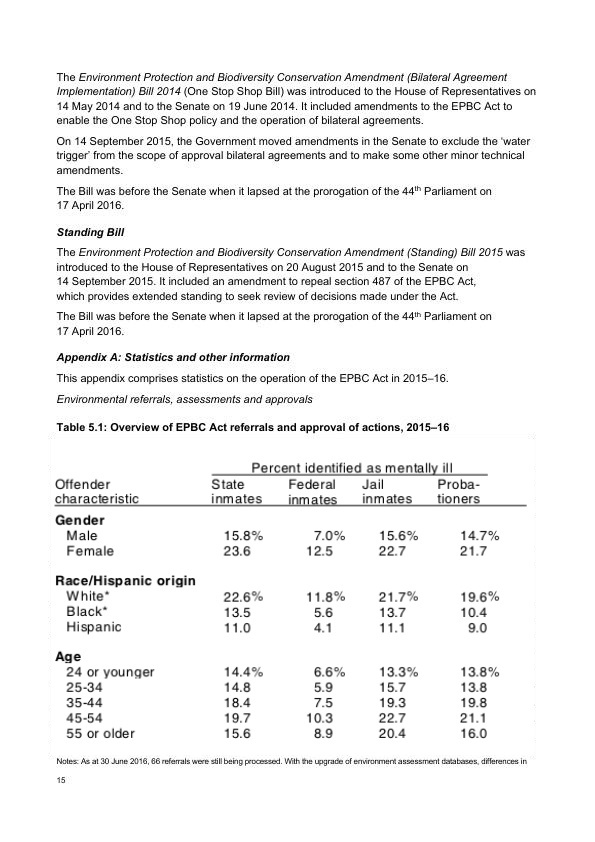 The Environment Protection and Biodiversity Conservation Amendment (Bilateral Agreement
Implementation) Bill 2014 (One Stop Shop Bill) was introduced to the House of Representatives on
14 May 2014 and to the Senate on 19 June 2014. It included amendments to the EPBC Act to
enable the One Stop Shop policy and the operation of bilateral agreements.
On 14 September 2015, the Government moved amendments in the Senate to exclude the ‘water
trigger’ from the scope of approval bilateral agreements and to make some other minor technical
amendments.
The Bill was before the Senate when it lapsed at the prorogation of the 44th Parliament on
17 April 2016.
Standing Bill
The Environment Protection and Biodiversity Conservation Amendment (Standing) Bill 2015 was
introduced to the House of Representatives on 20 August 2015 and to the Senate on
14 September 2015. It included an amendment to repeal section 487 of the EPBC Act,
which provides extended standing to seek review of decisions made under the Act.
The Bill was before the Senate when it lapsed at the prorogation of the 44th Parliament on
17 April 2016.
Appendix A: Statistics and other information
This appendix comprises statistics on the operation of the EPBC Act in 2015–16.
Environmental referrals, assessments and approvals
Table 5.1: Overview of EPBC Act referrals and approval of actions, 2015–16
Percent identified as mentally ill
Offender State Federal Jail Proba-
characteristic inmates inmates inmates tioners
Gender
Male 15.8% 7.0% 15.6% 14.7%
Female 23.6 12.5 22.7 21.7
Race/Hispanic origin
White* 22.6% 11.8% 21.7% 19.6%
Black* 13.5 5.6 13.7 10.4
Hispanic 11.0 4.1 11.1 9.0
Age
24 or younger 14.4% 6.6% 13.3% 13.8%
25-34 14.8 5.9 15.7 13.8
35-44 18.4 7.5 19.3 19.8
45-54 19.7 10.3 22.7 21.1
55 or older 15.6 8.9 20.4 16.0
Notes: As at 30 June 2016, 66 referrals were still being processed. With the upgrade of environment assessment databases, differences in
15